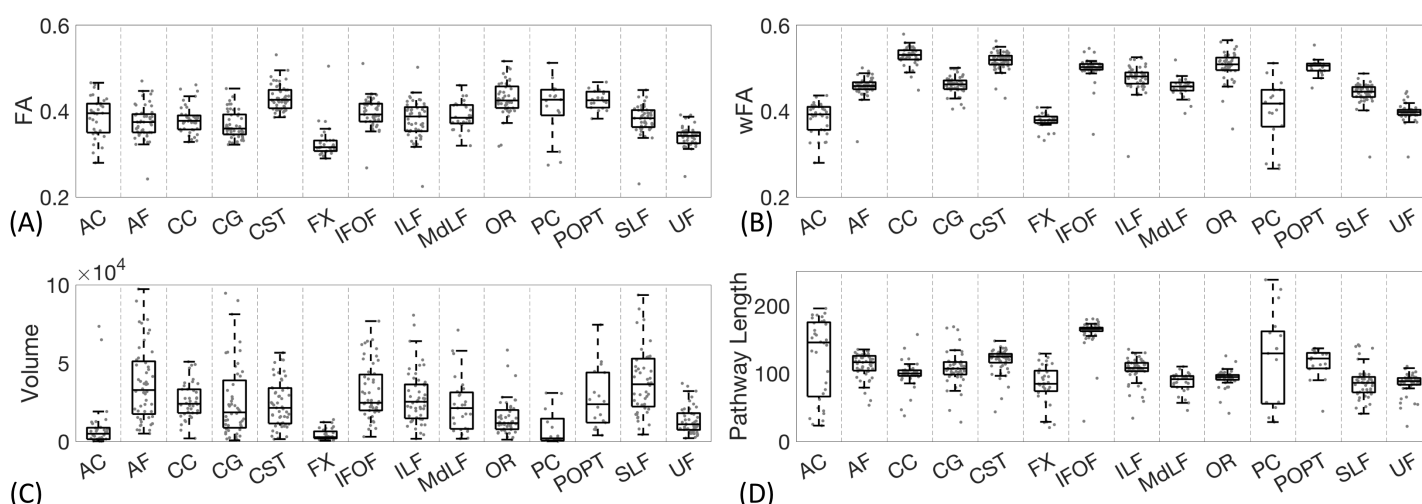 0.6
0.4
0.2
FA
AC AF CC CG CST FX IFOF ILF MdLF OR PC POPT SLF UF
(A)
0.6
0.4
0.2
wFA
AC AF CC CG CST FX IFOF ILF MdLF OR PC POPT SLF UF
(B)
×10⁴
10
5
0
Volume
AC AF CC CG CST FX IFOF ILF MdLF OR PC POPT SLF UF
(C)
200
100
0
Pathway Length
AC AF CC CG CST FX IFOF ILF MdLF OR PC POPT SLF UF
(D)